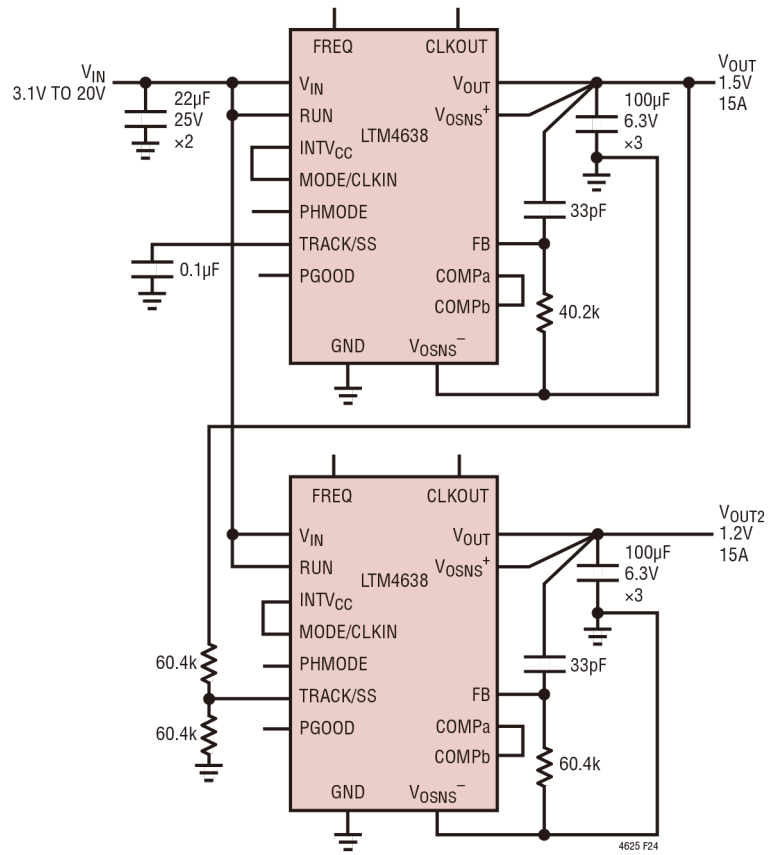 FREQ CLKOUT
VIN
3.1V TO 20V
22µF
25V
×2
VIN
RUN
INTVCC
MODE/CLKIN
PHMODE
TRACK/SS
PGOOD
GND
LTM4638
VOUT
VOSNS+
FB
COMPa
COMPb
VOSNS–
0.1µF
VOUT
1.5V
15A
100µF
6.3V
×3
33pF
40.2k
FREQ CLKOUT
VIN
RUN
INTVCC
MODE/CLKIN
PHMODE
TRACK/SS
PGOOD
GND
LTM4638
VOUT
VOSNS+
FB
COMPa
COMPb
VOSNS–
60.4k
60.4k
VOUT2
1.2V
15A
100µF
6.3V
×3
33pF
60.4k
4625 F24